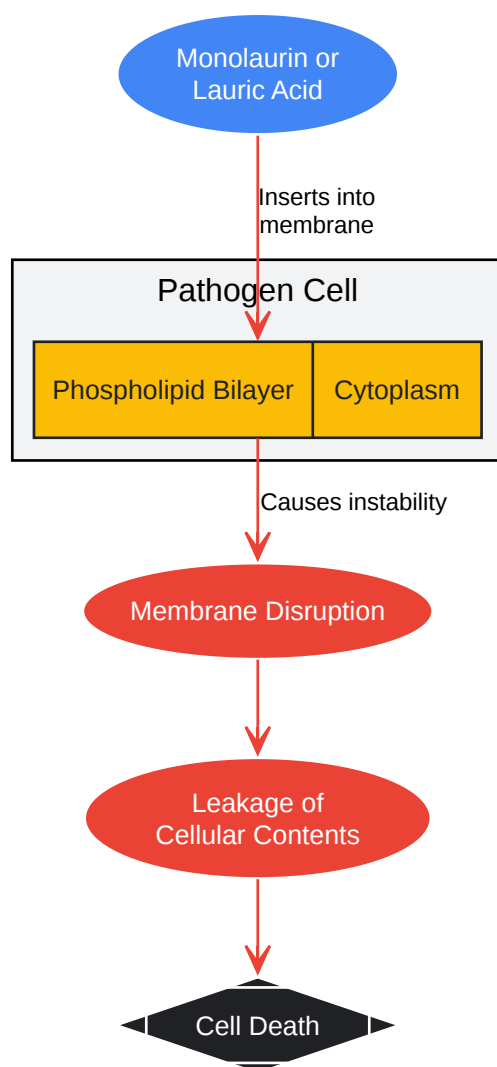 Monolaurin or
Lauric Acid
Inserts into
membrane
Pathogen Cell
Phospholipid Bilayer
Cytoplasm
Causes instability
Membrane Disruption
Leakage of
Cellular Contents
Cell Death